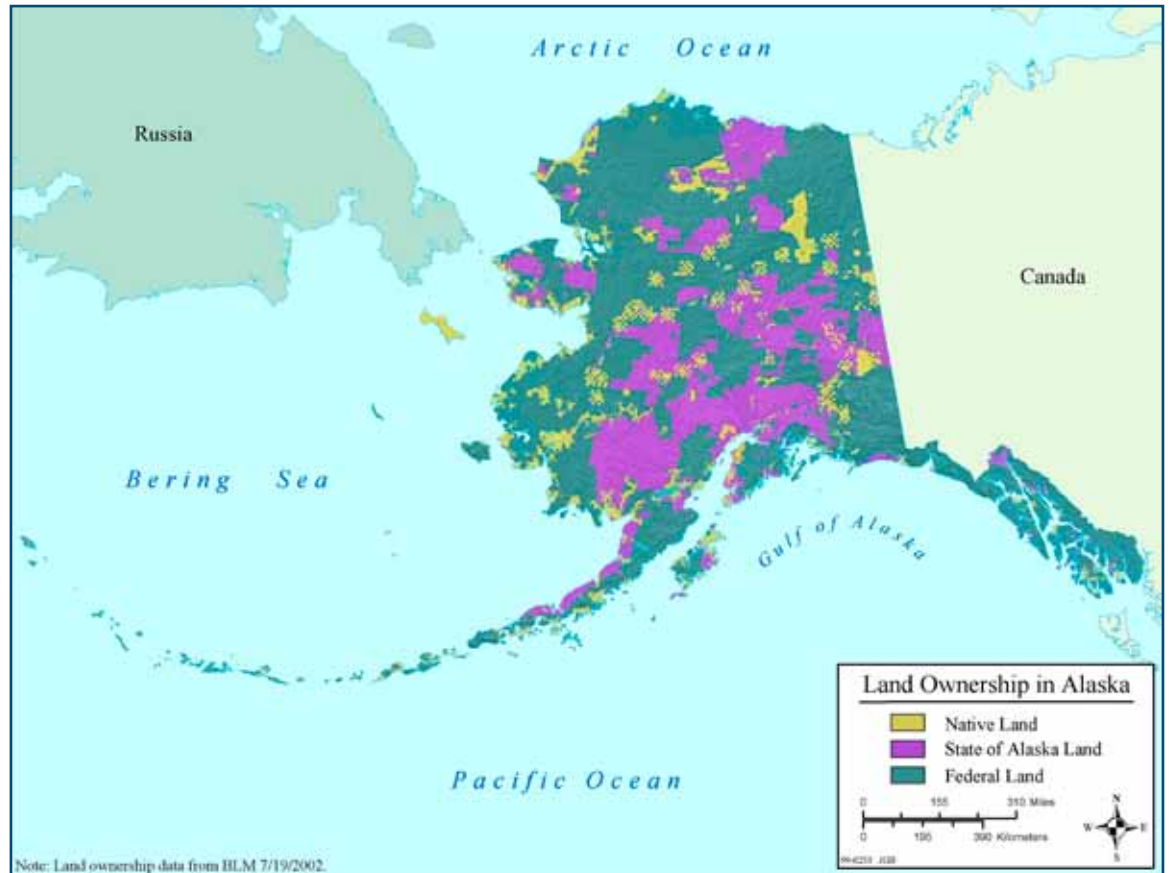 Arctic Ocean
Russia
Canada
Bering Sea
Gulf of Alaska
Pacific Ocean
Land Ownership in Alaska
Native Land
State of Alaska Land
Federal Land
0 155 310 Miles
0 195 390 Kilometers
N
W E
S
Note: Land ownership data from BLM 7/19/2002.